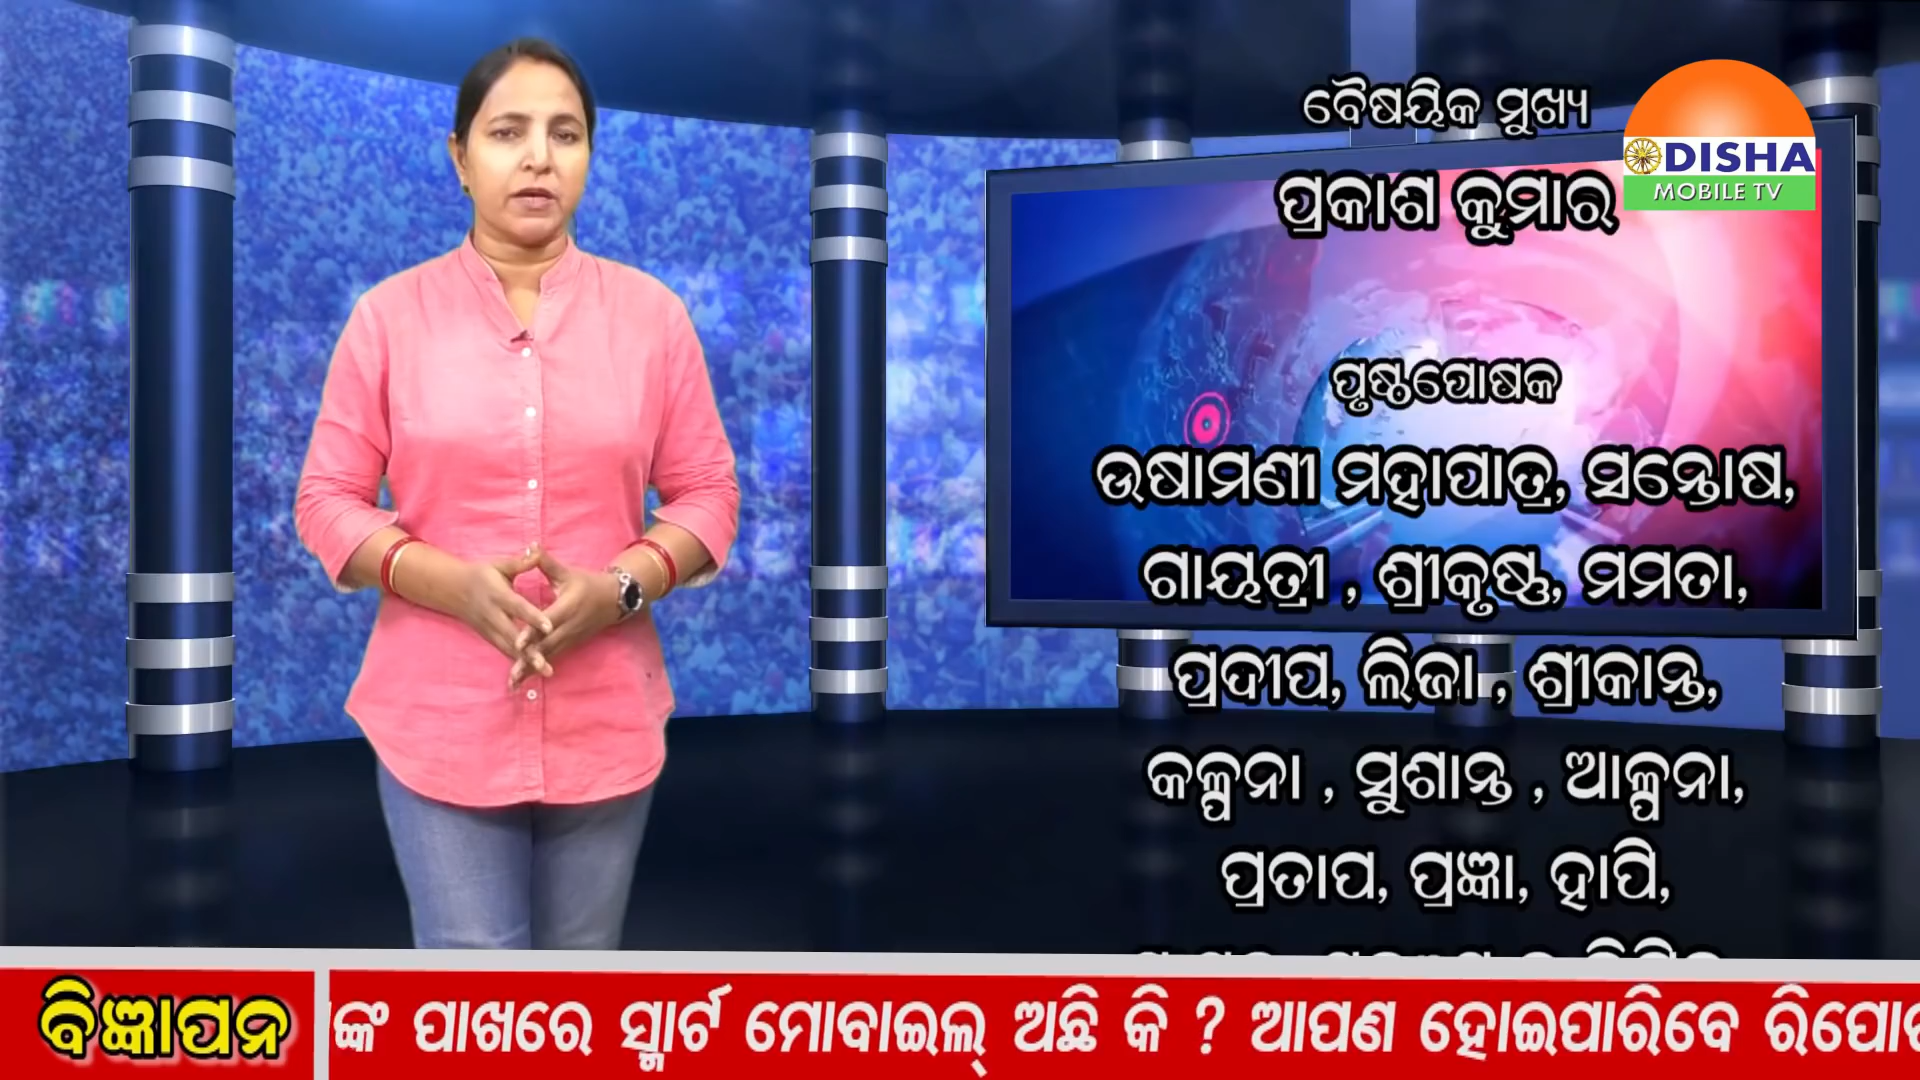 ବୈଷୟିକ ମୁଖ୍ୟ
ପ୍ରକାଶ କୁମାର
DISHA
MOBILE TV
ପୃଷ୍ଠପୋଷକ
ଉଷାମଣୀ ମହାପାତ୍ର, ସନ୍ତୋଷ,
ଗାୟତ୍ରୀ , ଶ୍ରୀକୃଷ୍ଣ, ମମତା,
ପ୍ରଦୀପ, ଲିଜା , ଶ୍ରୀକାନ୍ତ,
କଳ୍ପନା , ସୁଶାନ୍ତ , ଆଳ୍ପନା,
ପ୍ରତାପ, ପ୍ରଜ୍ଞା, ହାପି,
ବିଜ୍ଞାପନ
ଙ୍କ ପାଖରେ ସ୍ମାର୍ଟ ମୋବାଇଲ୍ ଅଛି କି ? ଆପଣ ହୋଇପାରିବେ